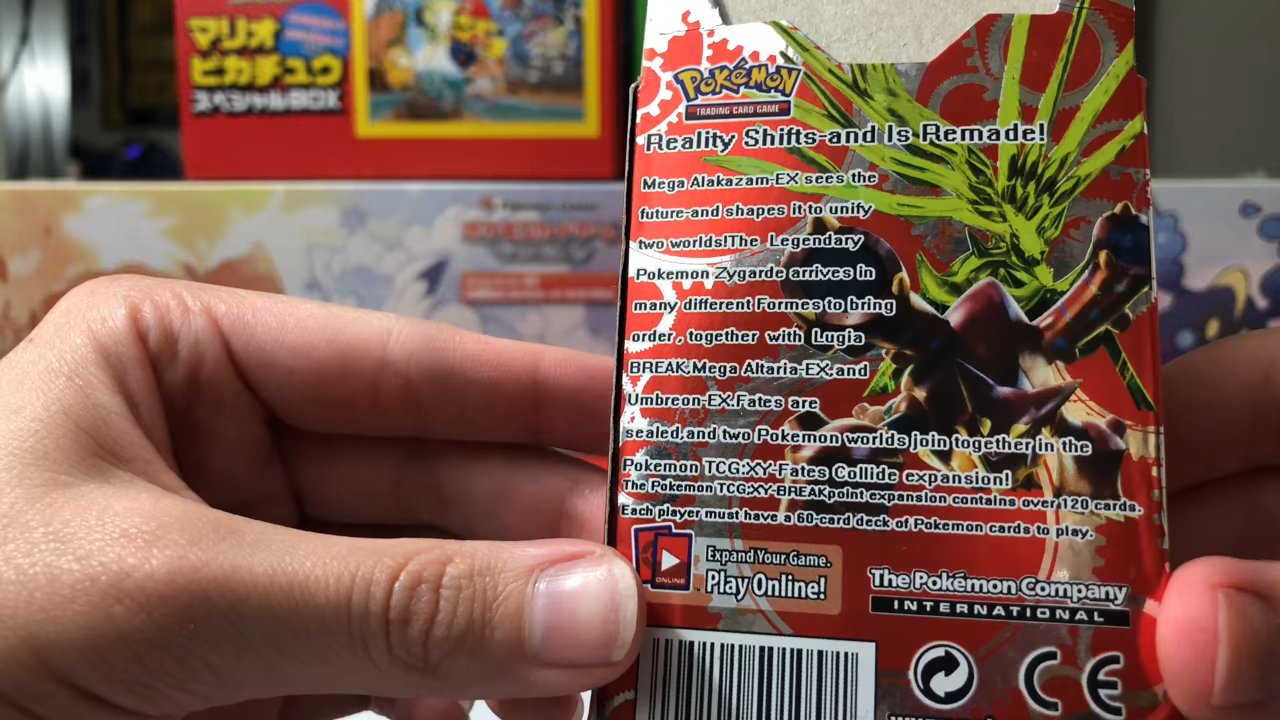 マリオ
ピカチュウ
スペシャルBOX
POKéMON
TRADING CARD GAME
Reality Shifts-and Is Remade!
Mega Alakazam-EX sees the
future-and shapes it to unify
two worlds!The Legendary
Pokemon Zygarde arrives in
many different Formes to bring
order, together with Lugia
BREAK,Mega Altaria-EX,and
Umbreon-EX.Fates are
sealed,and two Pokemon worlds join together in the
Pokemon TCG:XY-Fates Collide expansion!
The Pokemon TCG:XY-BREAKpoint expansion contains over 120 cards.
Each player must have a 60-card deck of Pokemon cards to play.
ONLINE
Expand Your Game.
Play Online!
The Pokémon Company
INTERNATIONAL
CE